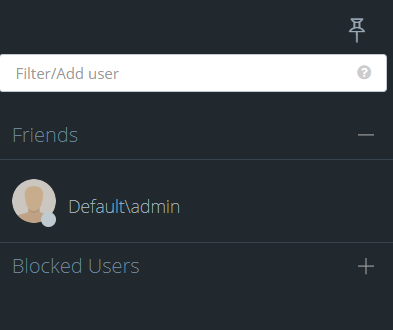 Filter/Add user
Friends
Default\admin
Blocked Users